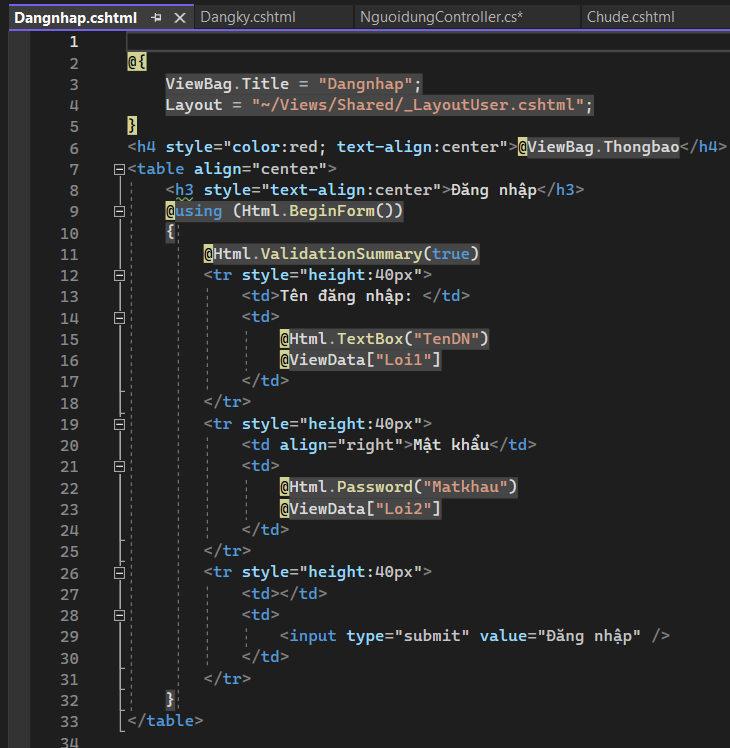 Dangnhap.cshtml Dangky.cshtml NguoidungController.cs* Chude.cshtml
1
2 @{
3 ViewBag.Title = "Dangnhap";
4 Layout = "~/Views/Shared/_LayoutUser.cshtml";
5 }
6 <h4 style="color:red; text-align:center">@ViewBag.Thongbao</h4>
7 <table align="center">
8 <h3 style="text-align:center">Đăng nhập</h3>
9 @using (Html.BeginForm())
10 {
11 @Html.ValidationSummary(true)
12 <tr style="height:40px">
13 <td>Tên đăng nhập: </td>
14 <td>
15 @Html.TextBox("TenDN")
16 @ViewData["Loi1"]
17 </td>
18 </tr>
19 <tr style="height:40px">
20 <td align="right">Mật khẩu</td>
21 <td>
22 @Html.Password("Matkhau")
23 @ViewData["Loi2"]
24 </td>
25 </tr>
26 <tr style="height:40px">
27 <td></td>
28 <td>
29 <input type="submit" value="Đăng nhập" />
30 </td>
31 </tr>
32 }
33 </table>
34